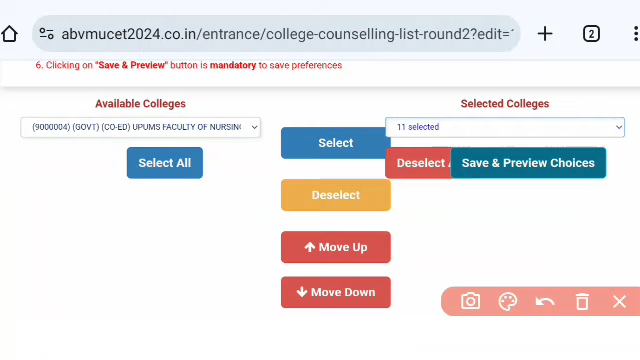 abvmucet2024.co.in/entrance/college-counselling-list-round2?edit=
2
6. Clicking on "Save & Preview" button is mandatory to save preferences
Available Colleges
Selected Colleges
(9000004) (GOVT) (CO-ED) UPUMS FACULTY OF NURSING
11 selected
Select
Select All
Deselect
Save & Preview Choices
Deselect
Move Up
Move Down